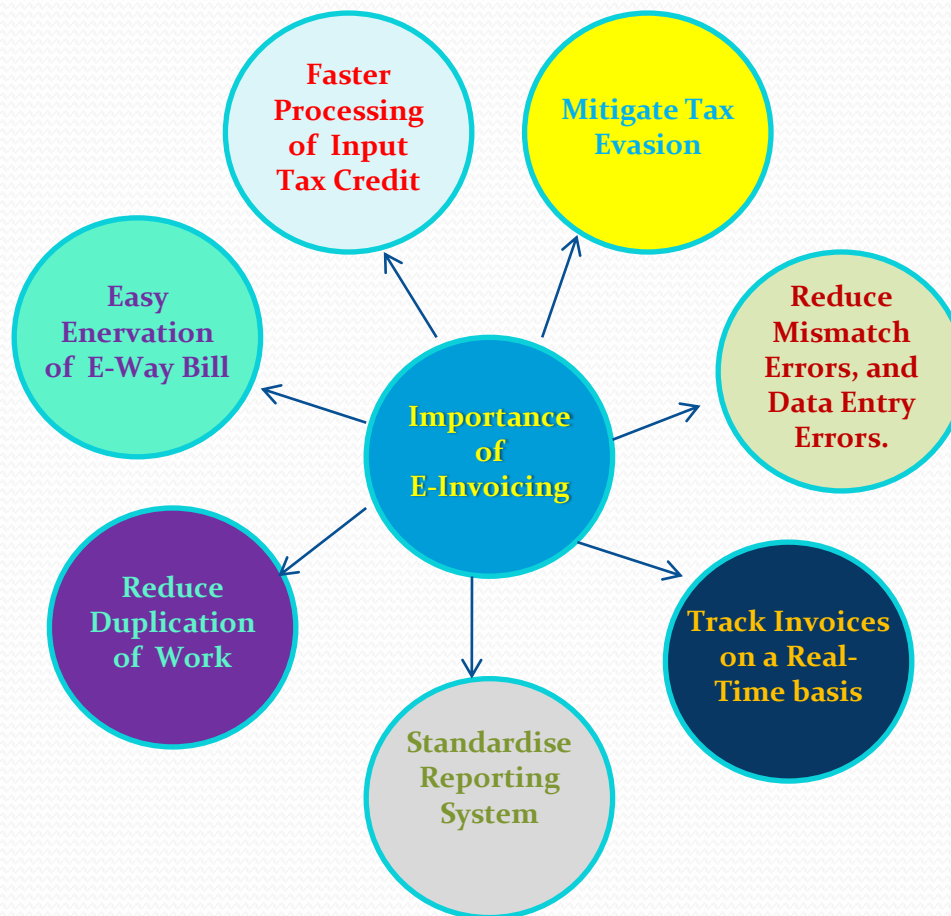 Faster
Processing
of Input
Tax Credit
Mitigate Tax
Evasion
Easy
Enervation
of E-Way Bill
Reduce
Mismatch
Errors, and
Data Entry
Errors.
Importance
of
E-Invoicing
Reduce
Duplication
of Work
Track Invoices
on a Real-
Time basis
Standardise
Reporting
System